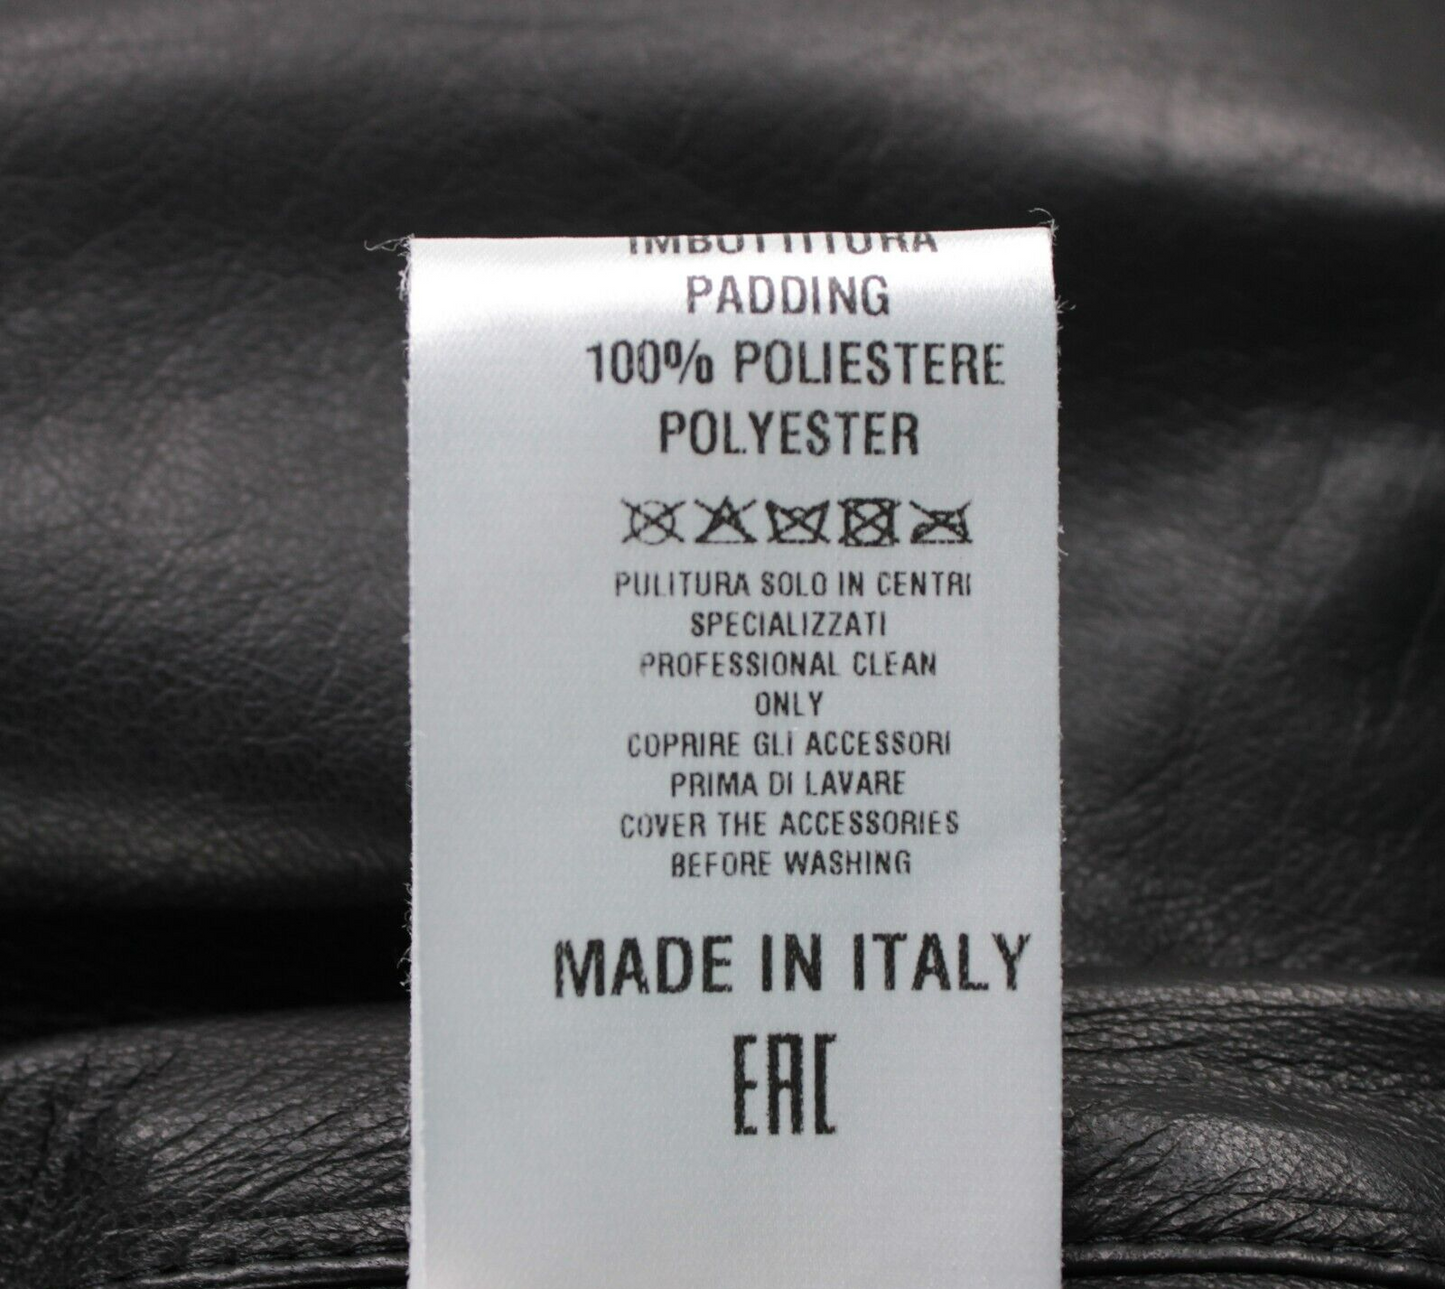 IMBOTTITURA
PADDING
100% POLIESTERE
POLYESTER
PULITURA SOLO IN CENTRI
SPECIALIZZATI
PROFESSIONAL CLEAN
ONLY
COPRIRE GLI ACCESSORI
PRIMA DI LAVARE
COVER THE ACCESSORIES
BEFORE WASHING
MADE IN ITALY
EAC